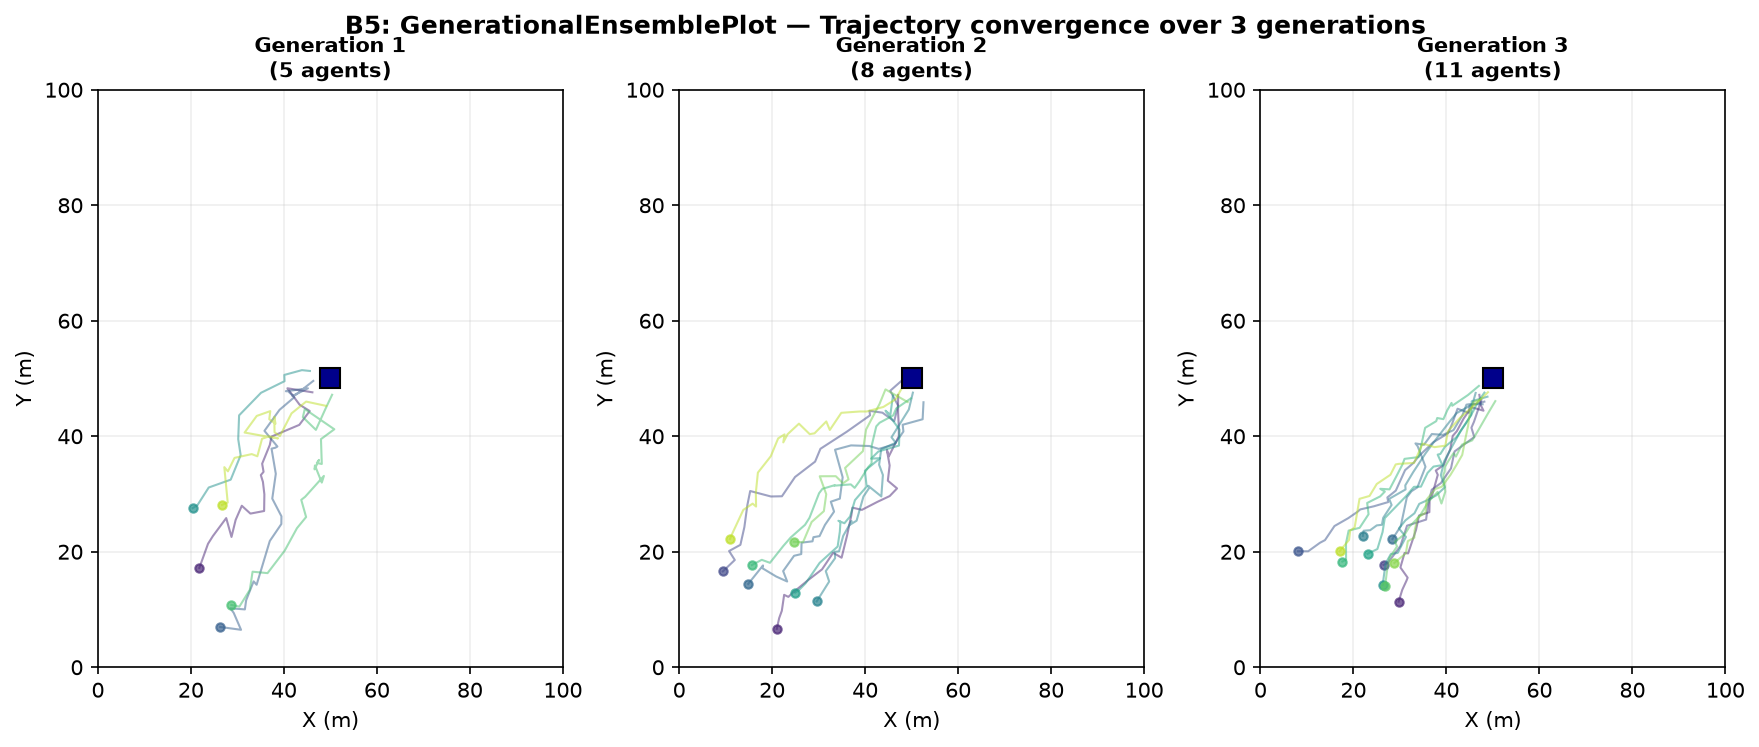 B5: GenerationalEnsemblePlot — Trajectory convergence over 3 generations
Generation 1
(5 agents)
100
80
60
40
20
0
0 20 40 60 80 100
Y (m)
X (m)
Generation 2
(8 agents)
100
80
60
40
20
0
0 20 40 60 80 100
Y (m)
X (m)
Generation 3
(11 agents)
100
80
60
40
20
0
0 20 40 60 80 100
Y (m)
X (m)